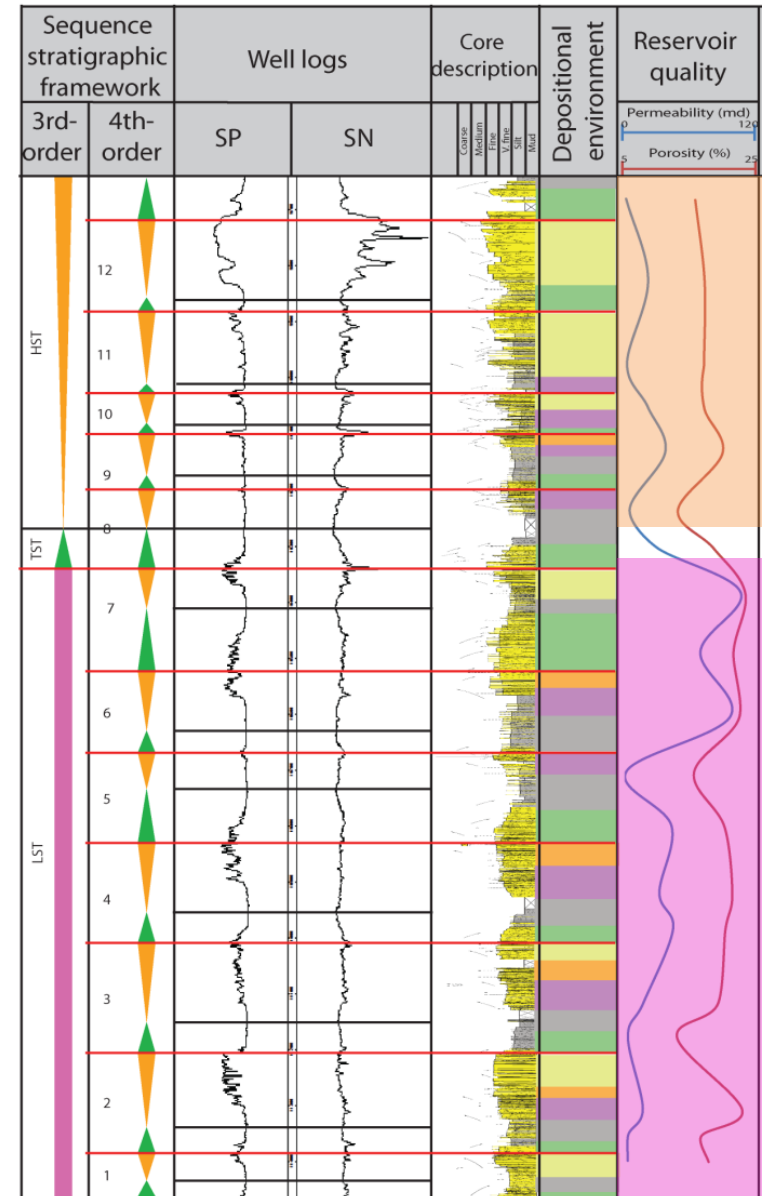 Sequence
stratigraphic
framework
Well logs
Core
description
Depositional
environment
Reservoir
quality
3rd-
order
4th-
order
SP
SN
Coarse
Medium
Fine
V. fine
Silt
Mud
Permeability (md)
0 120
Porosity (%)
5 25
HST
12
11
10
9
8
TST
7
6
5
LST
4
3
2
1